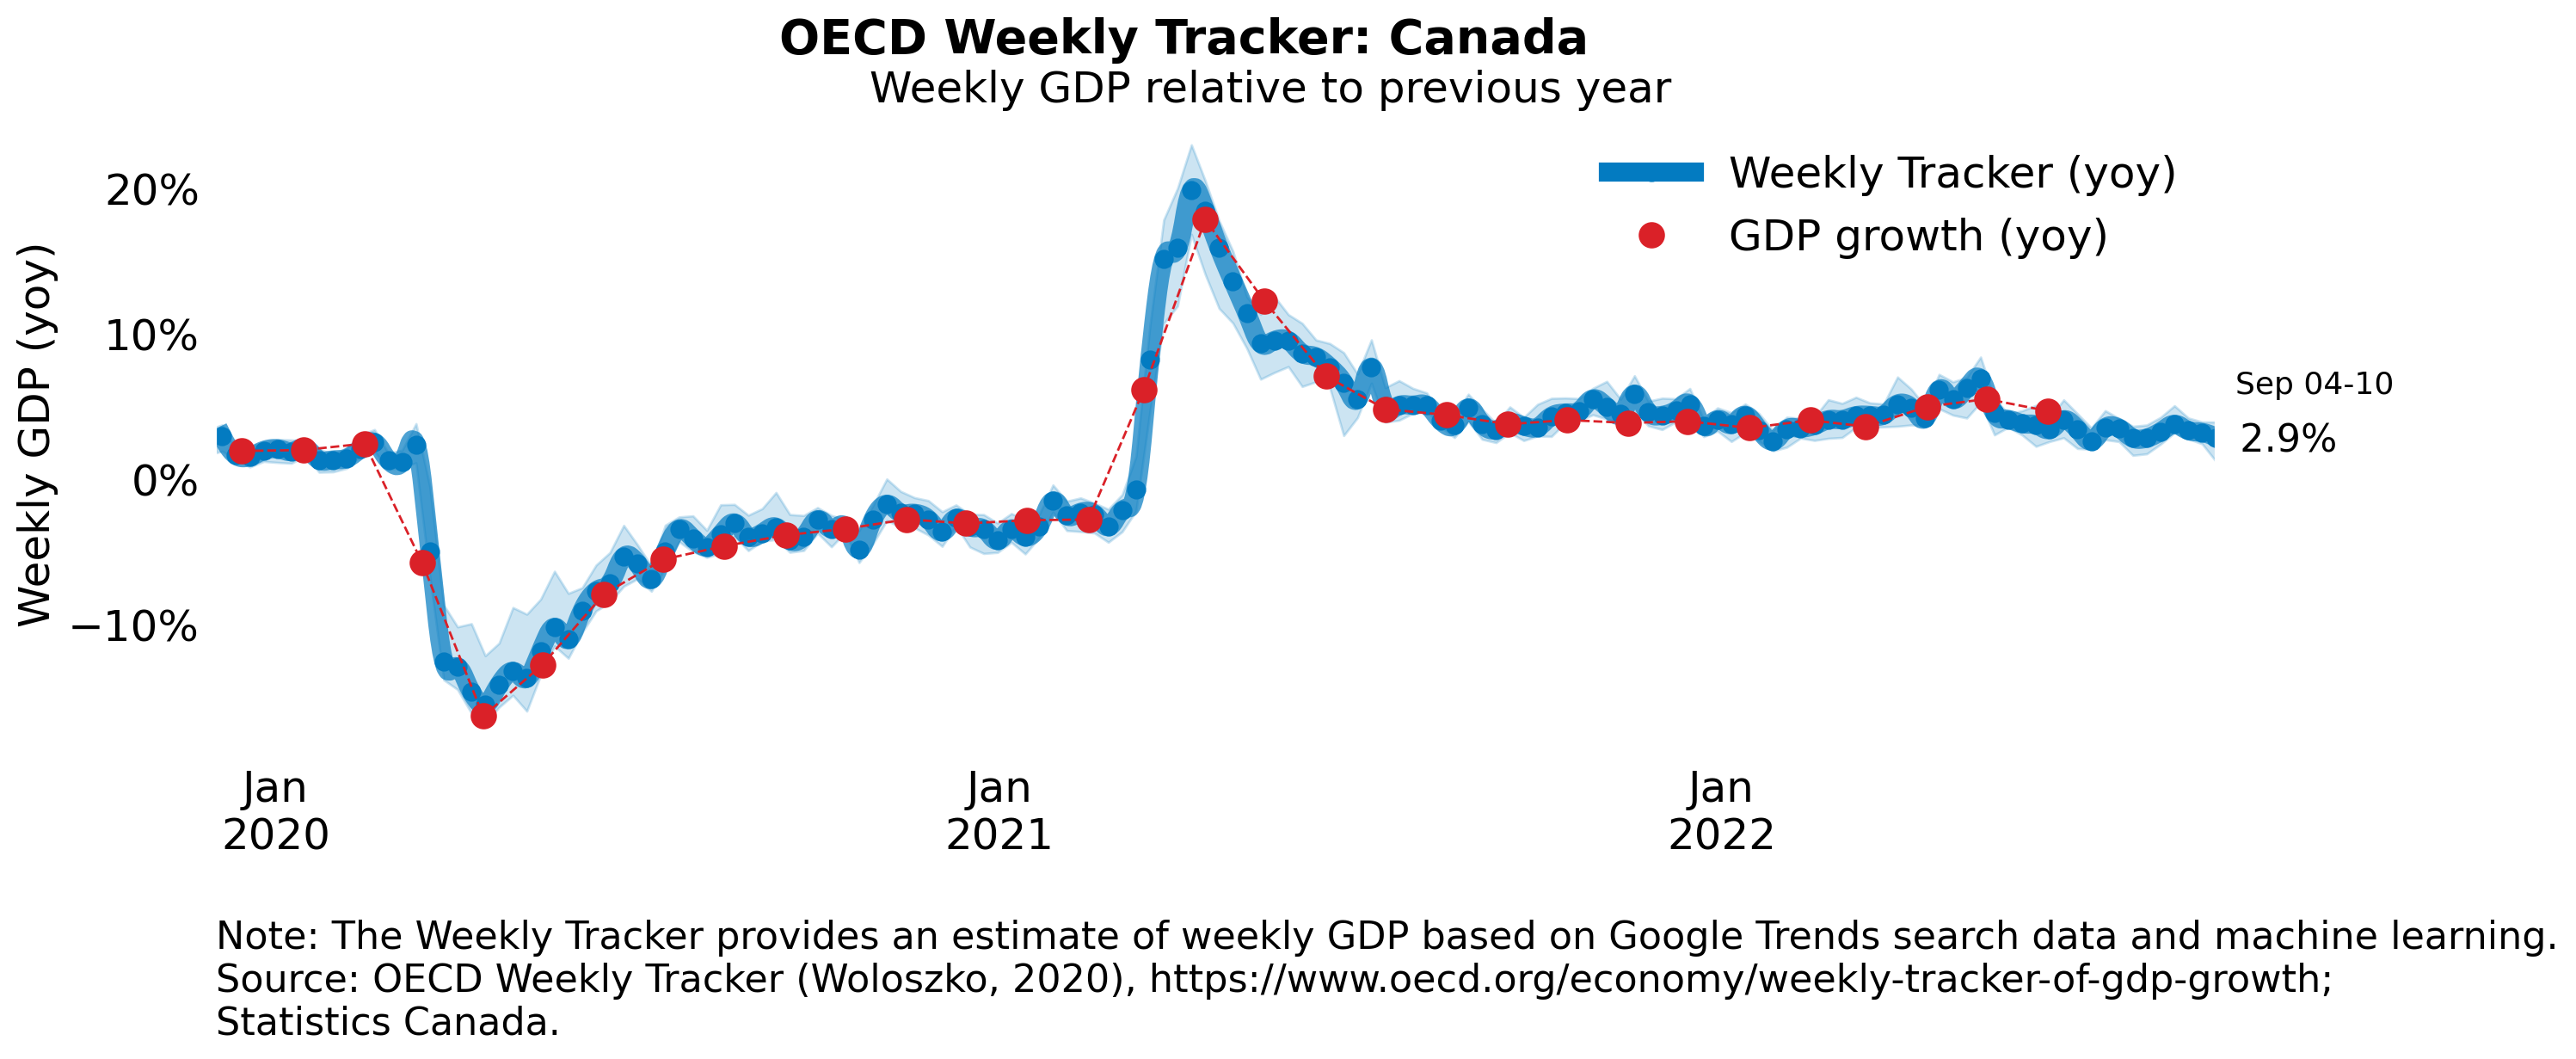 OECD Weekly Tracker: Canada
Weekly GDP relative to previous year
Weekly Tracker (yoy)
GDP growth (yoy)
Weekly GDP (yoy)
20%
10%
0%
−10%
Sep 04-10
2.9%
Jan
2020
Jan
2021
Jan
2022
Note: The Weekly Tracker provides an estimate of weekly GDP based on Google Trends search data and machine learning.
Source: OECD Weekly Tracker (Woloszko, 2020), https://www.oecd.org/economy/weekly-tracker-of-gdp-growth;
Statistics Canada.